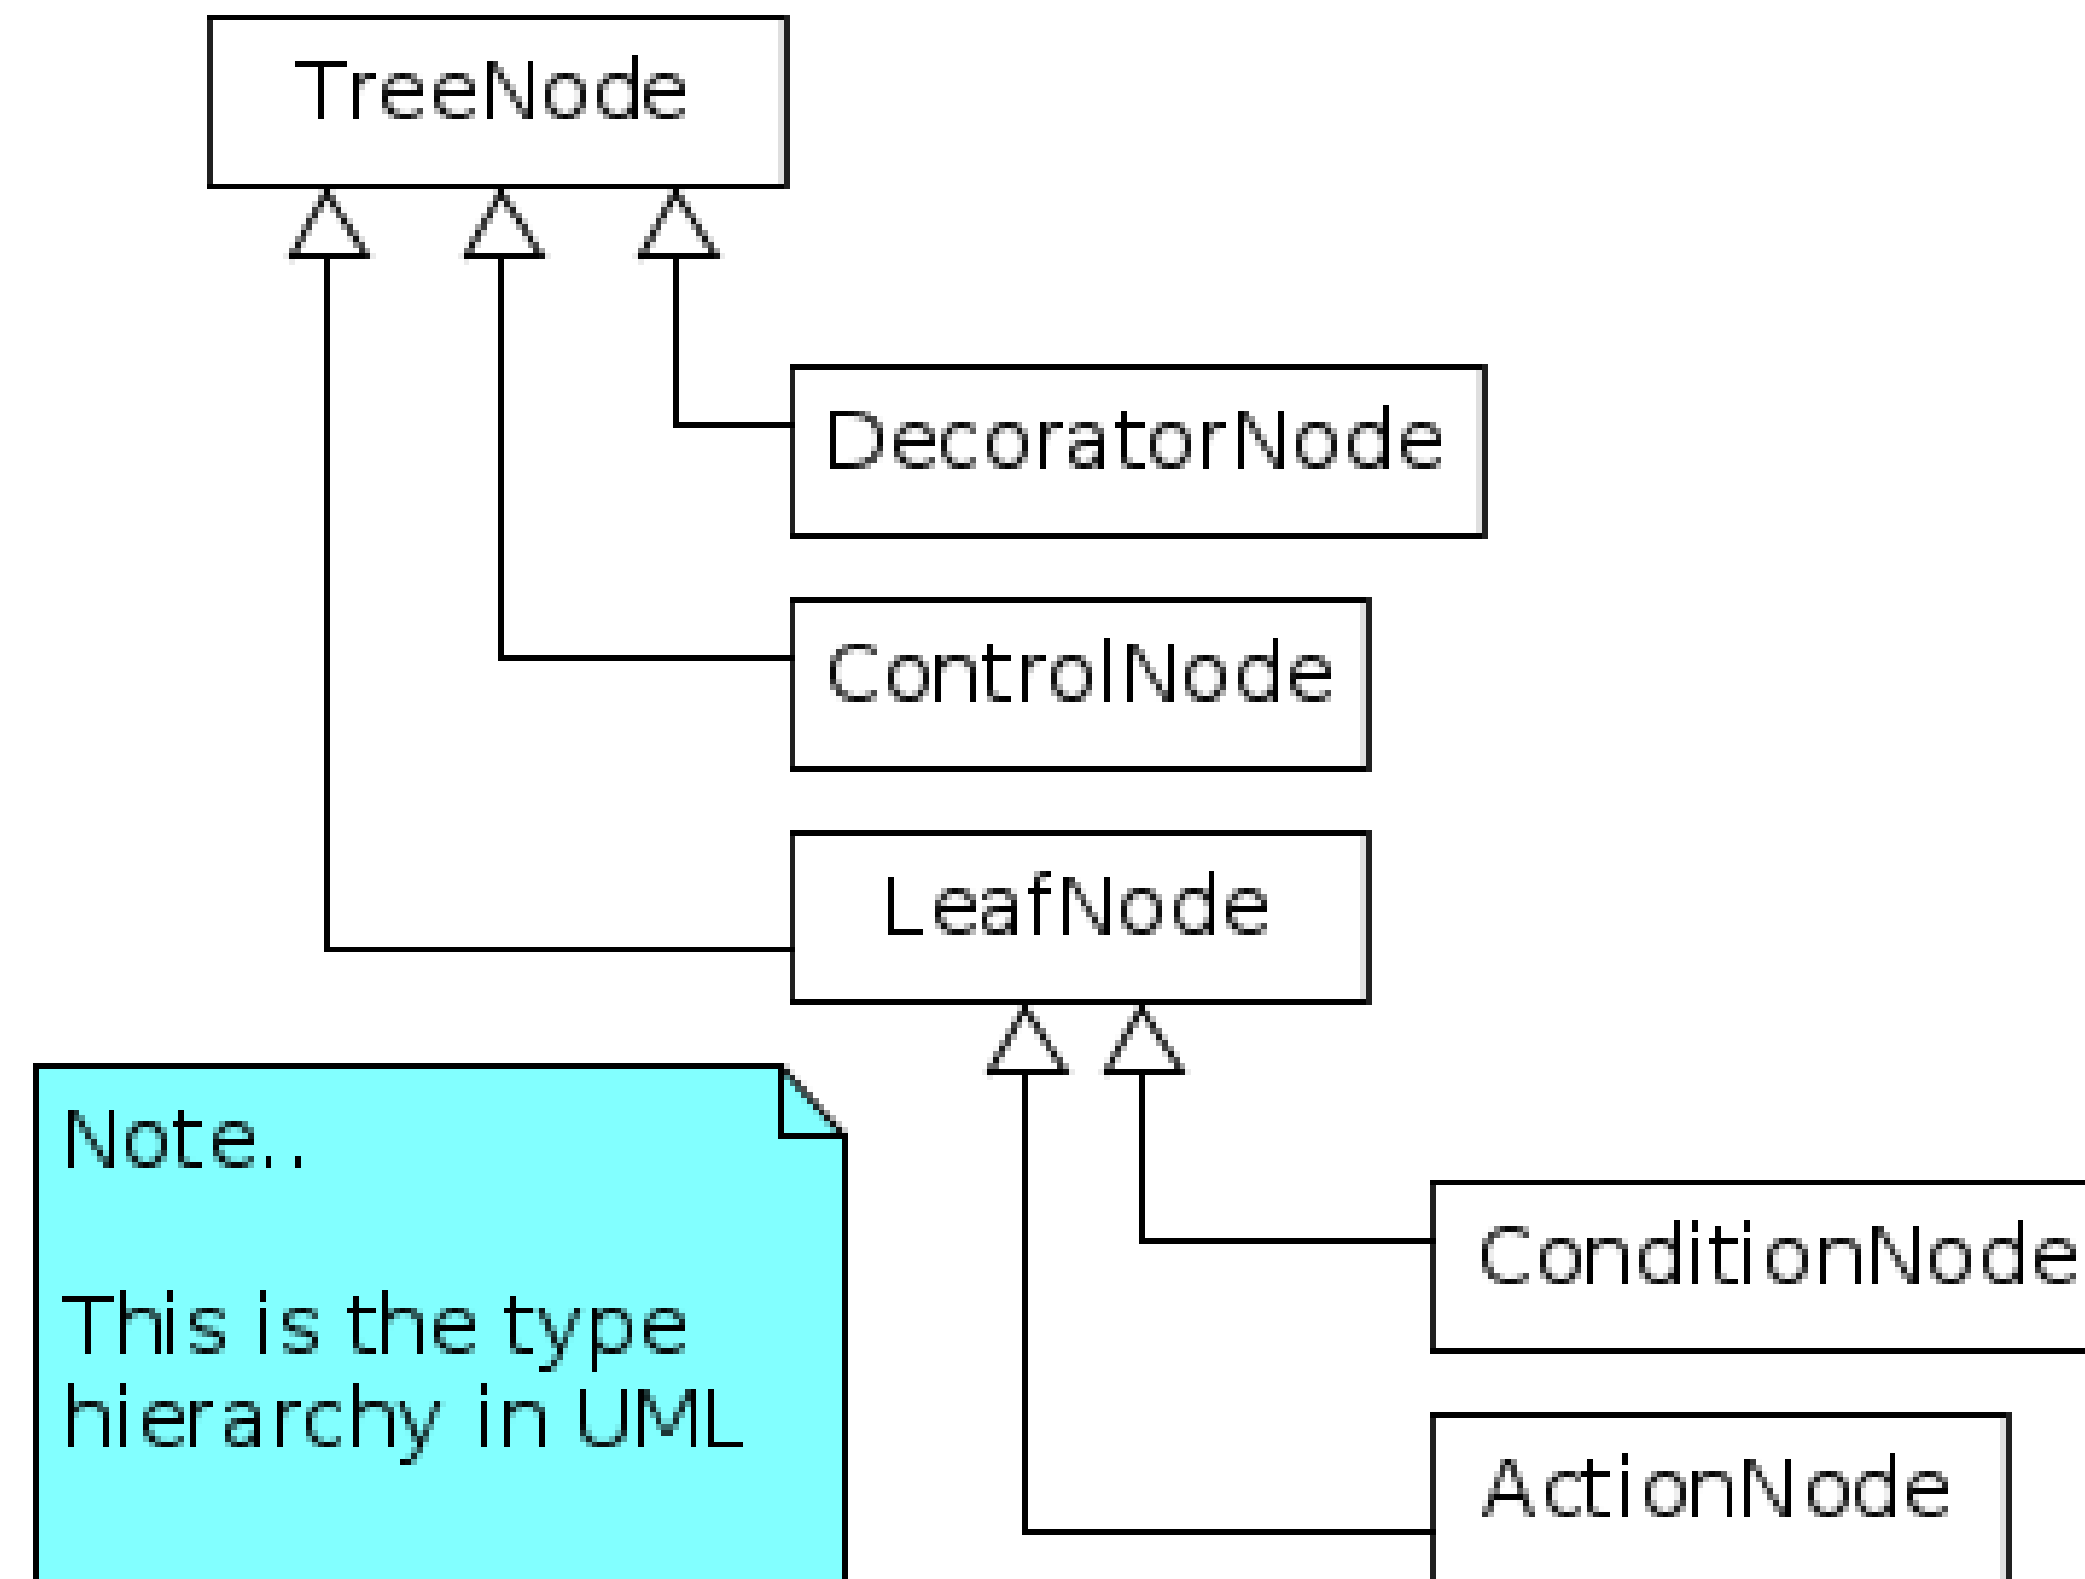 TreeNode
DecoratorNode
ControlNode
LeafNode
Note..
This is the type
hierarchy in UML
ConditionNode
ActionNode